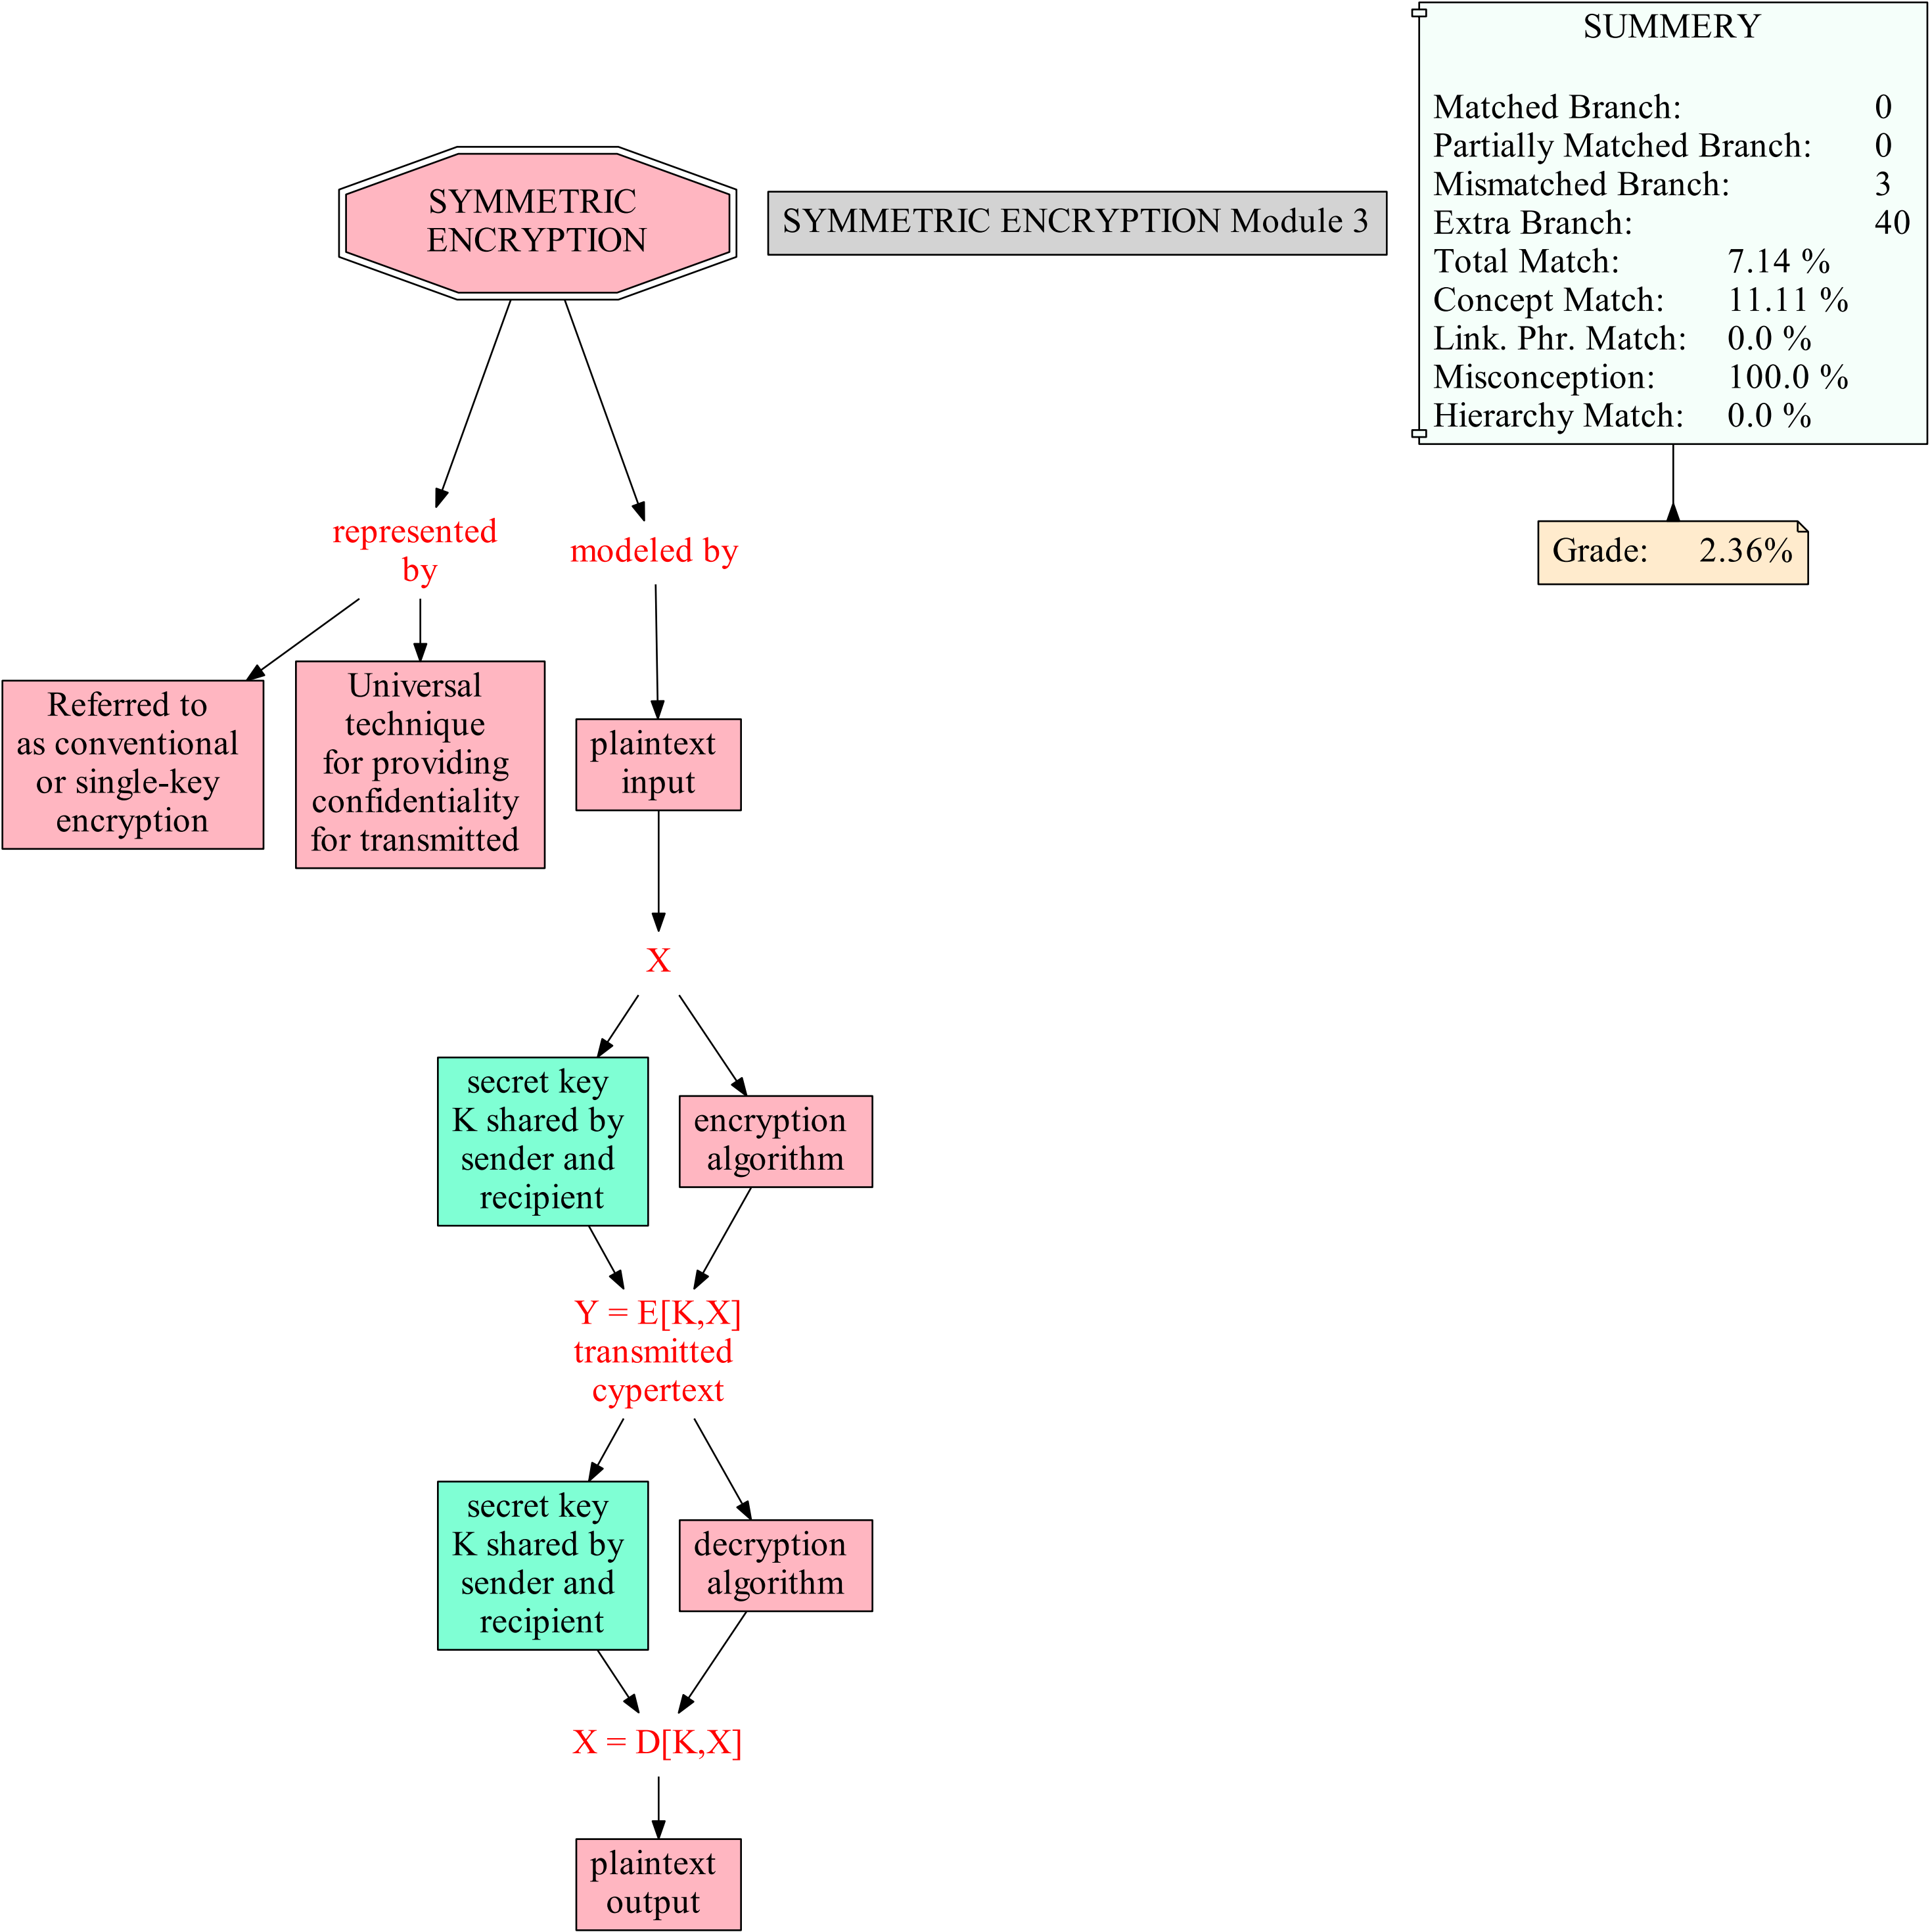 SYMMETRIC
ENCRYPTION
SYMMETRIC ENCRYPTION Module 3
SUMMERY
Matched Branch: 0
Partially Matched Branch: 0
Mismatched Branch: 3
Extra Branch: 40
Total Match: 7.14 %
Concept Match: 11.11 %
Link. Phr. Match: 0.0 %
Misconception: 100.0 %
Hierarchy Match: 0.0 %
Grade: 2.36%
represented
by
modeled by
Referred to
as conventional
or single-key
encryption
Universal
technique
for providing
confidentiality
for transmitted
plaintext
input
X
secret key
K shared by
sender and
recipient
encryption
algorithm
Y = E[K,X]
transmitted
cypertext
secret key
K shared by
sender and
recipient
decryption
algorithm
X = D[K,X]
plaintext
output